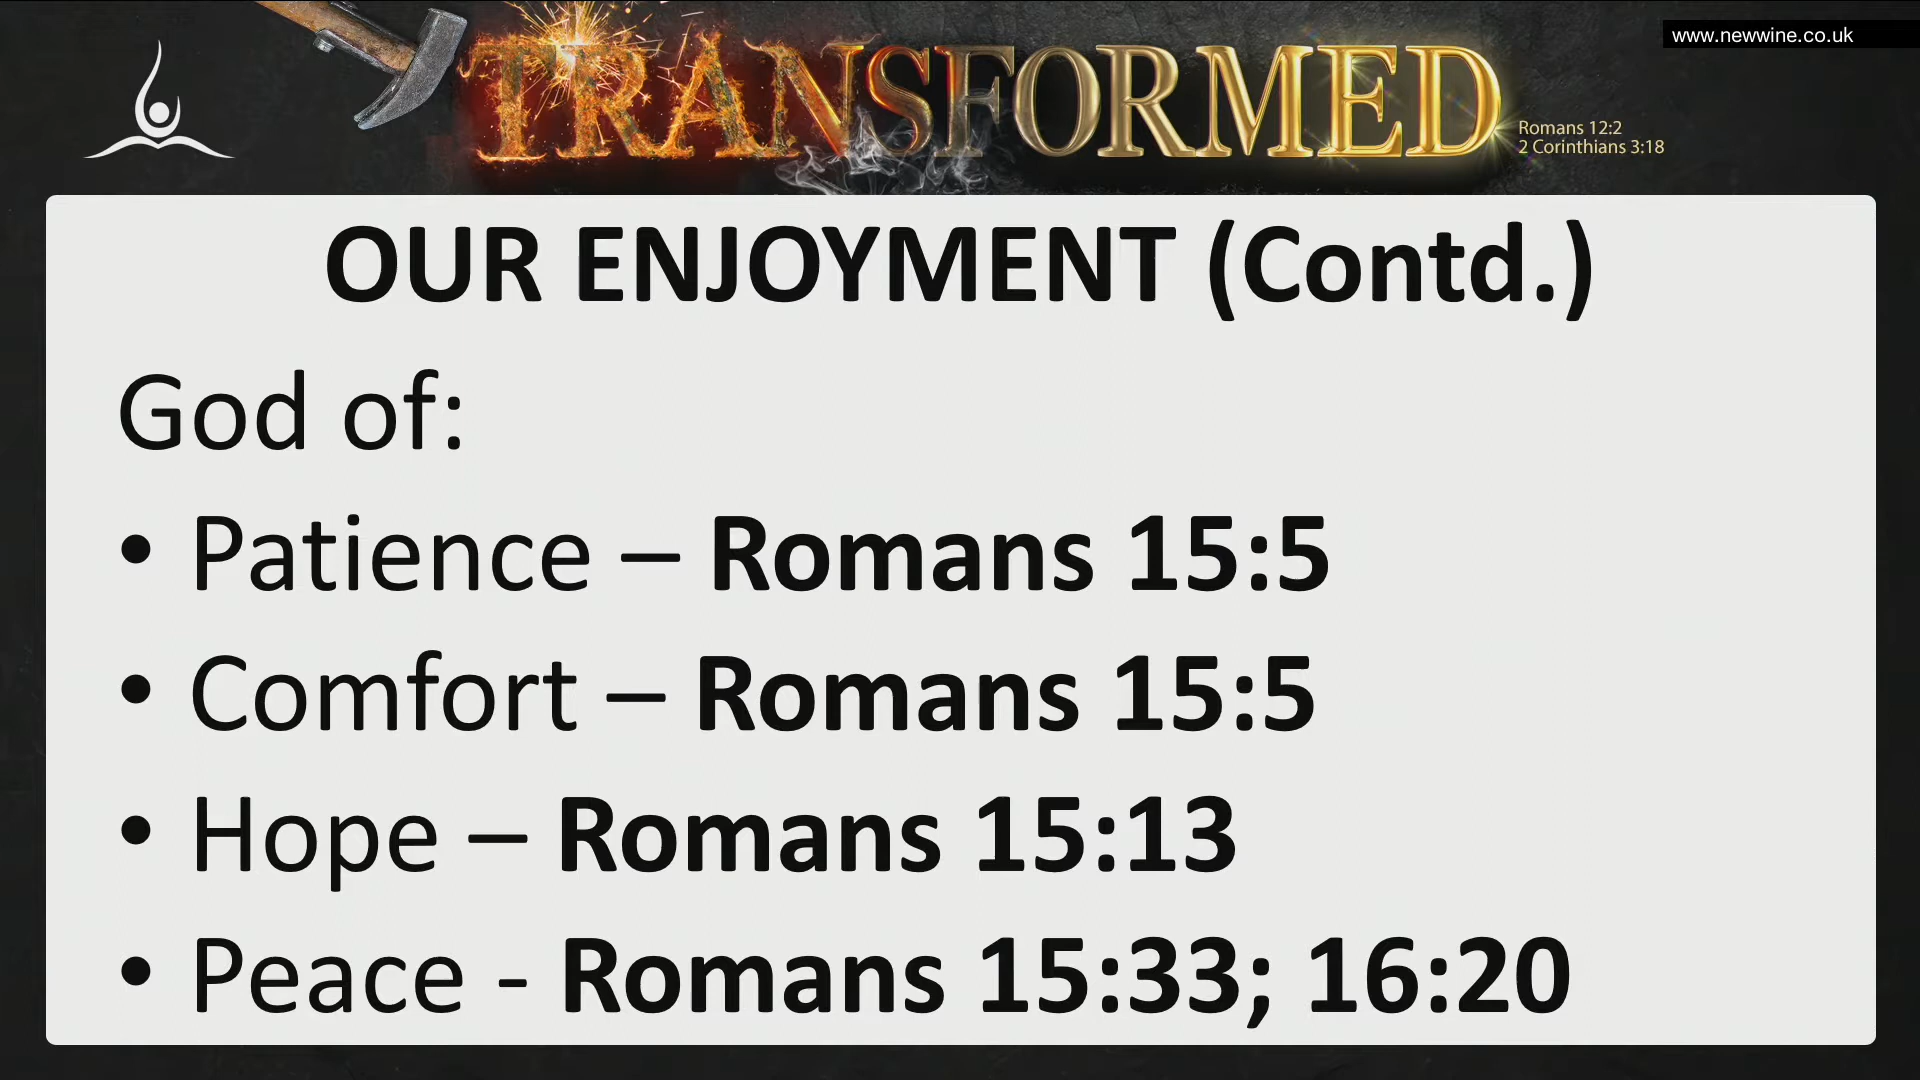 www.newwine.co.uk
TRANSFORMED
Romans 12:2
2 Corinthians 3:18
OUR ENJOYMENT (Contd.)
God of:
• Patience – Romans 15:5
• Comfort – Romans 15:5
• Hope – Romans 15:13
• Peace - Romans 15:33; 16:20